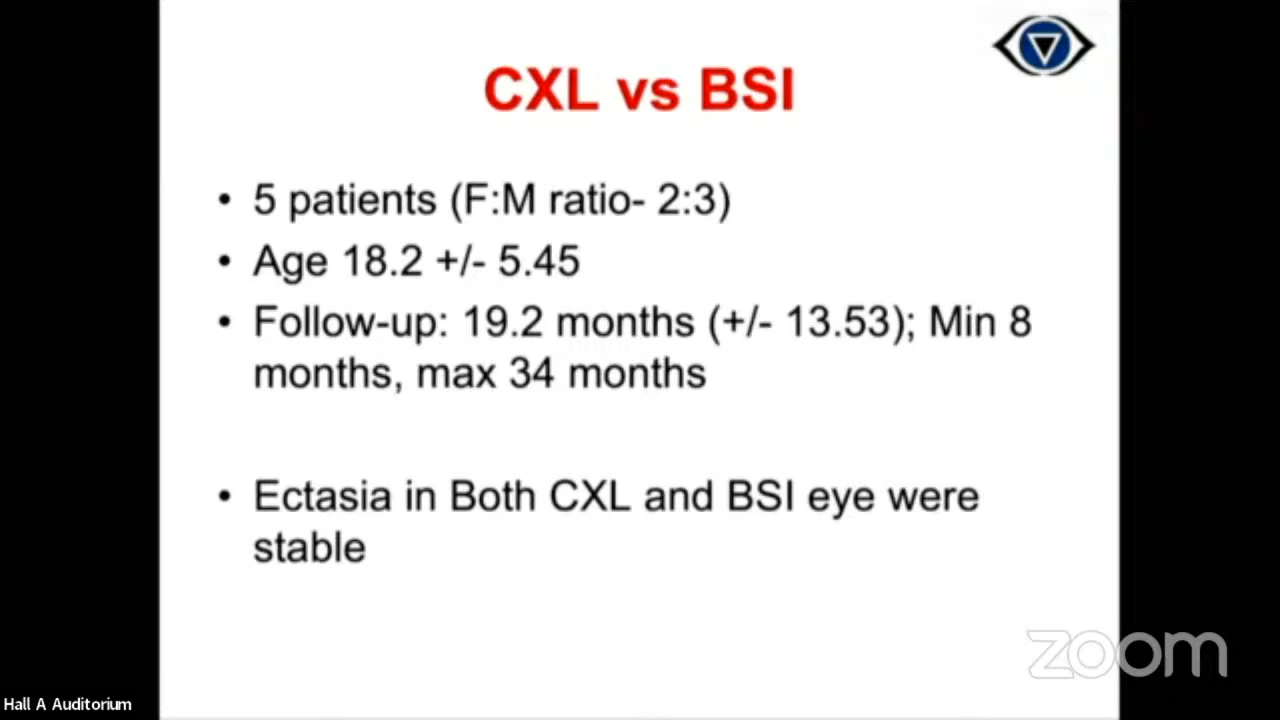 CXL vs BSI
• 5 patients (F:M ratio- 2:3)
• Age 18.2 +/- 5.45
• Follow-up: 19.2 months (+/- 13.53); Min 8
months, max 34 months
• Ectasia in Both CXL and BSI eye were
stable
zoom
Hall A Auditorium